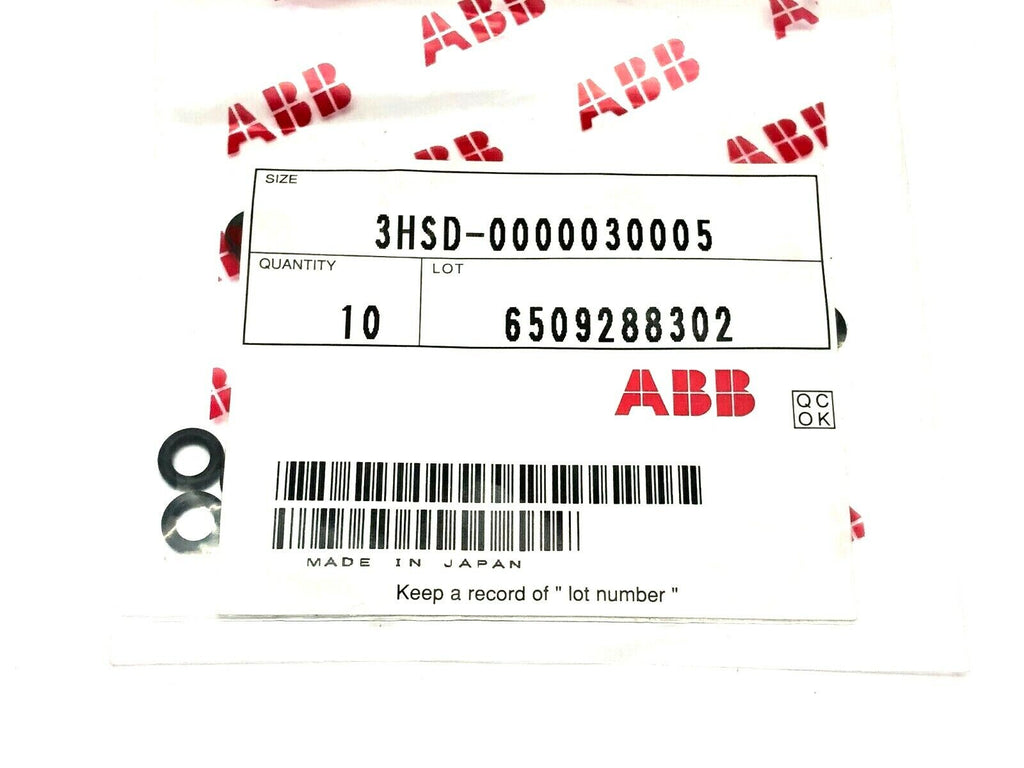 ABB
ABB
ABB
ABB
ABB
ABB
SIZE
3HSD-0000030005
QUANTITY
10
LOT
6509288302
ABB
QC
OK
MADE IN JAPAN
Keep a record of " lot number "